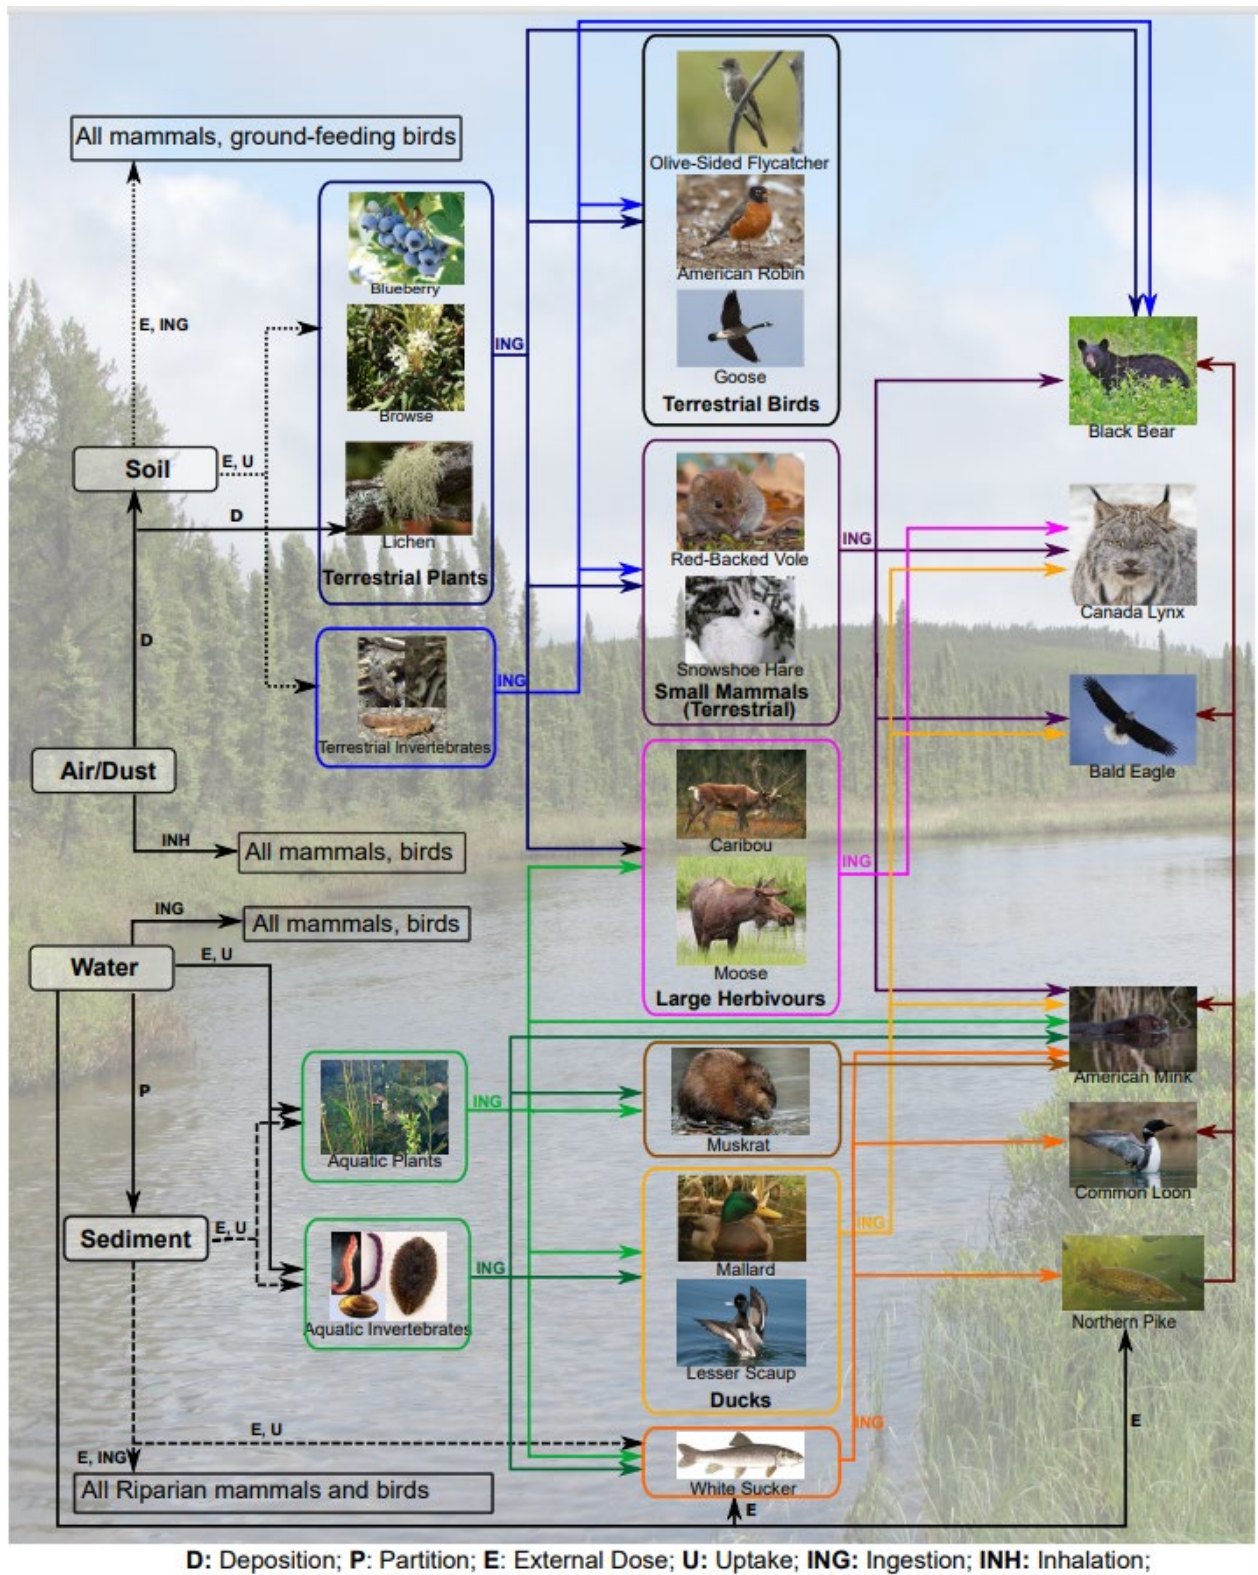 All mammals, ground-feeding birds
E, ING
Soil
E, U
D
D
Air/Dust
INH
All mammals, birds
ING
All mammals, birds
Water
E, U
P
Sediment
E, U
E, U
E, ING
All Riparian mammals and birds
Blueberry
Browse
Lichen
Terrestrial Plants
ING
Terrestrial Invertebrates
ING
Aquatic Plants
ING
Aquatic Invertebrates
ING
Olive-Sided Flycatcher
American Robin
Goose
Terrestrial Birds
Red-Backed Vole
Snowshoe Hare
Small Mammals
(Terrestrial)
ING
Caribou
Moose
Large Herbivours
ING
Muskrat
Mallard
Lesser Scaup
Ducks
ING
White Sucker
ING
E
Black Bear
Canada Lynx
Bald Eagle
American Mink
Common Loon
Northern Pike
E
D: Deposition; P: Partition; E: External Dose; U: Uptake; ING: Ingestion; INH: Inhalation;